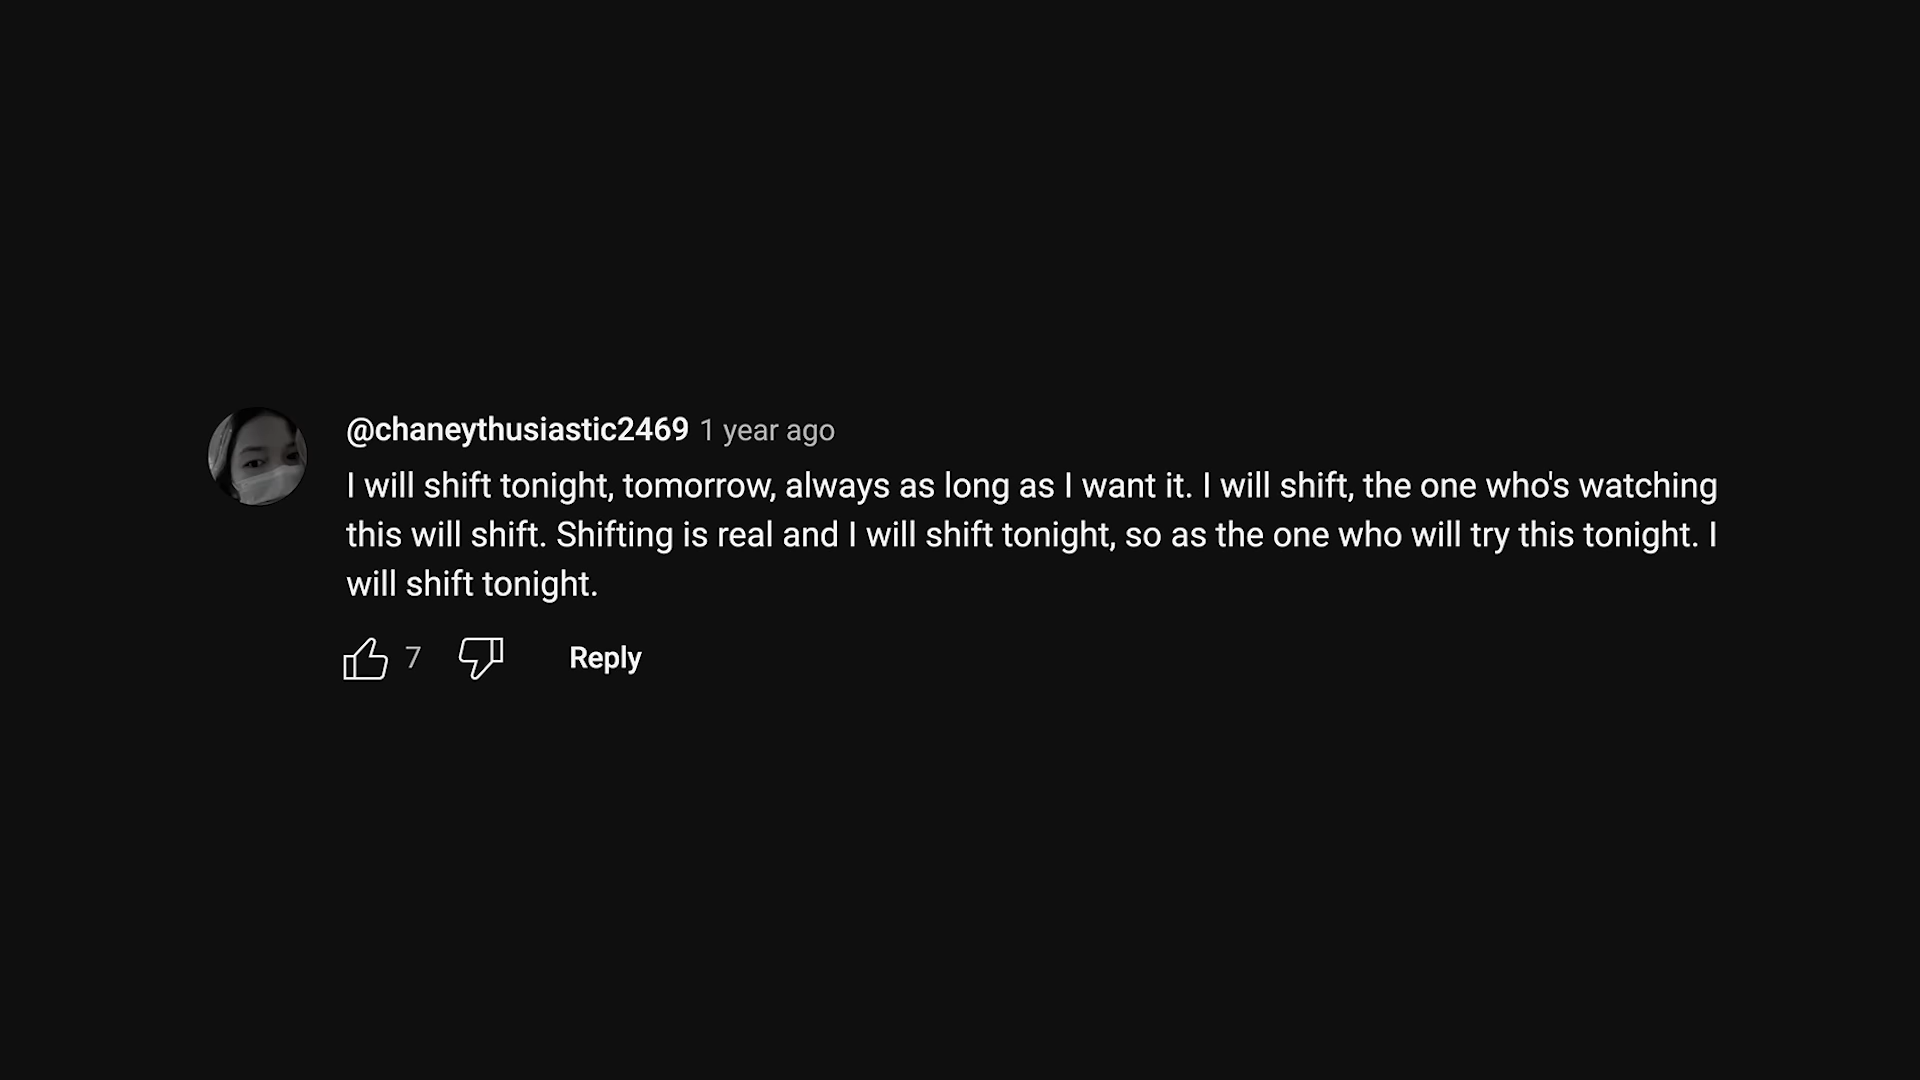 @chaneythusiastic2469 1 year ago
I will shift tonight, tomorrow, always as long as I want it. I will shift, the one who's watching
this will shift. Shifting is real and I will shift tonight, so as the one who will try this tonight. I
will shift tonight.
7 Reply